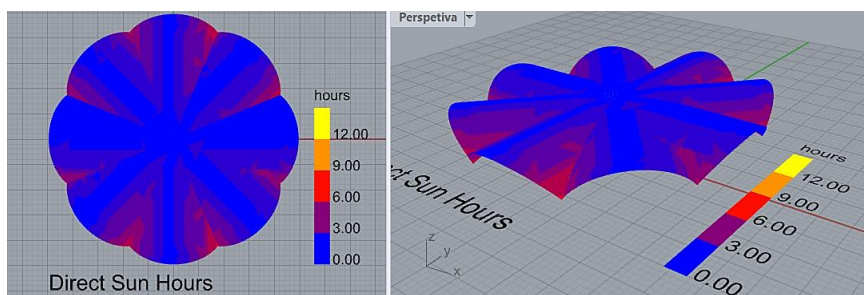 hours
12.00
9.00
6.00
3.00
0.00
Direct Sun Hours
Perspetiva
hours
12.00
9.00
6.00
3.00
0.00
ct Sun Hours
z
y
x